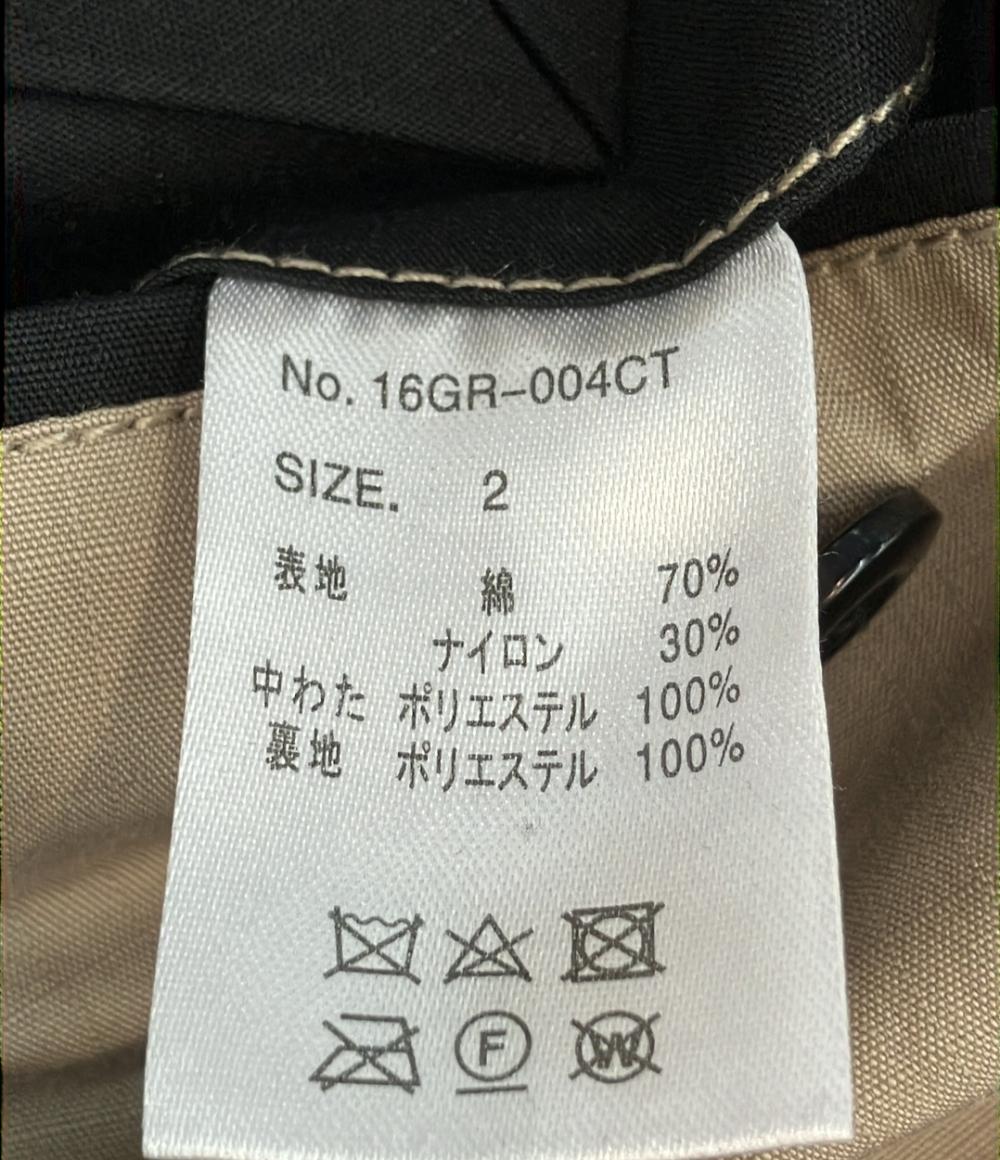 No. 16GR-004CT
SIZE. 2
表地 綿 70%
ナイロン 30%
中わた ポリエステル 100%
裏地 ポリエステル 100%
F W